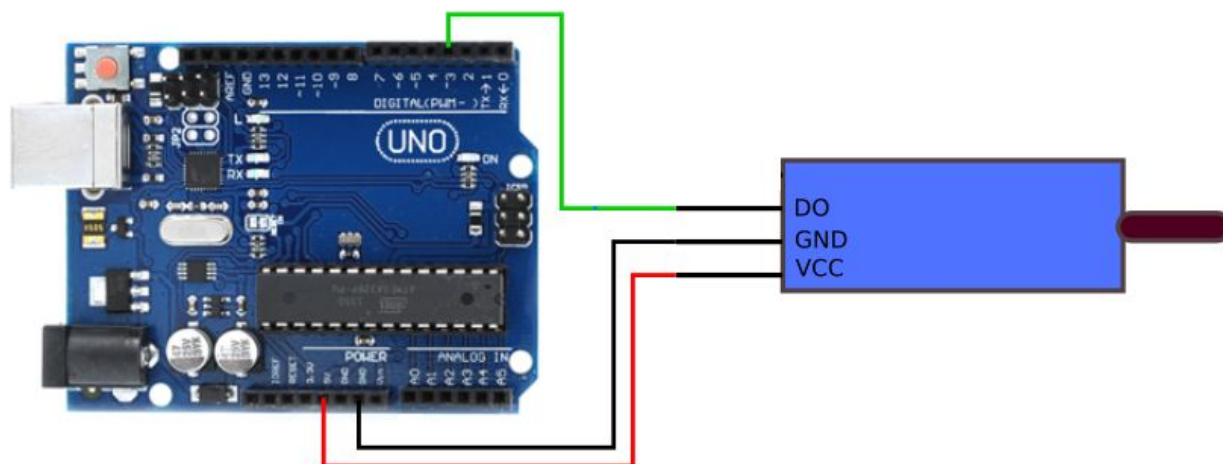 AREF
GND
13
12
~11
~10
~9
8
7
~6
~5
4
~3
2
TX→1
RX←0
DIGITAL(PWM~)
JP2
L
TX
RX
UNO
ON
ICSP
DO
GND
VCC
POWER
ANALOG IN
IOREF
RESET
3.3V
5V
GND
GND
Vin
A0
A1
A2
A3
A4
A5